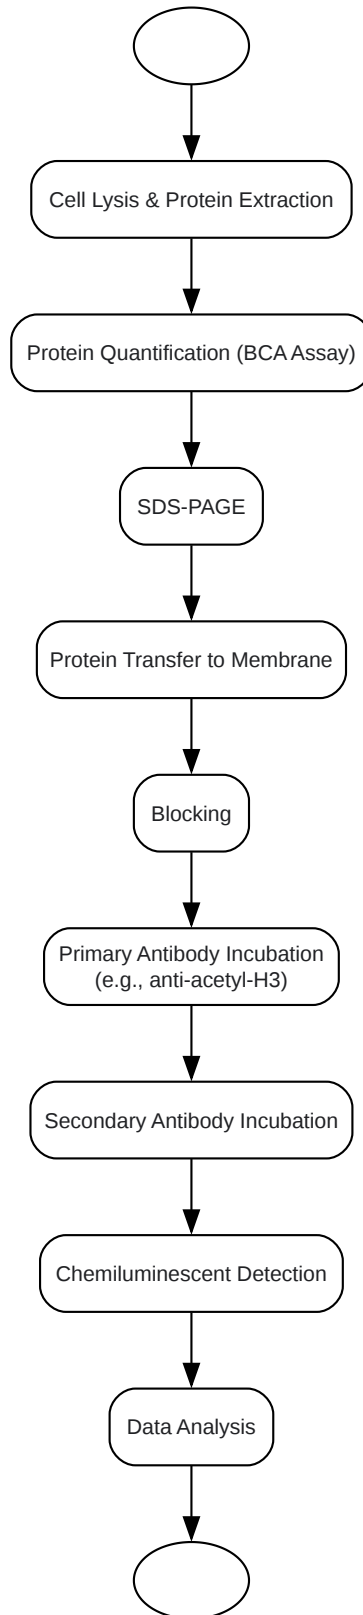 Cell Lysis & Protein Extraction
Protein Quantification (BCA Assay)
SDS-PAGE
Protein Transfer to Membrane
Blocking
Primary Antibody Incubation
(e.g., anti-acetyl-H3)
Secondary Antibody Incubation
Chemiluminescent Detection
Data Analysis